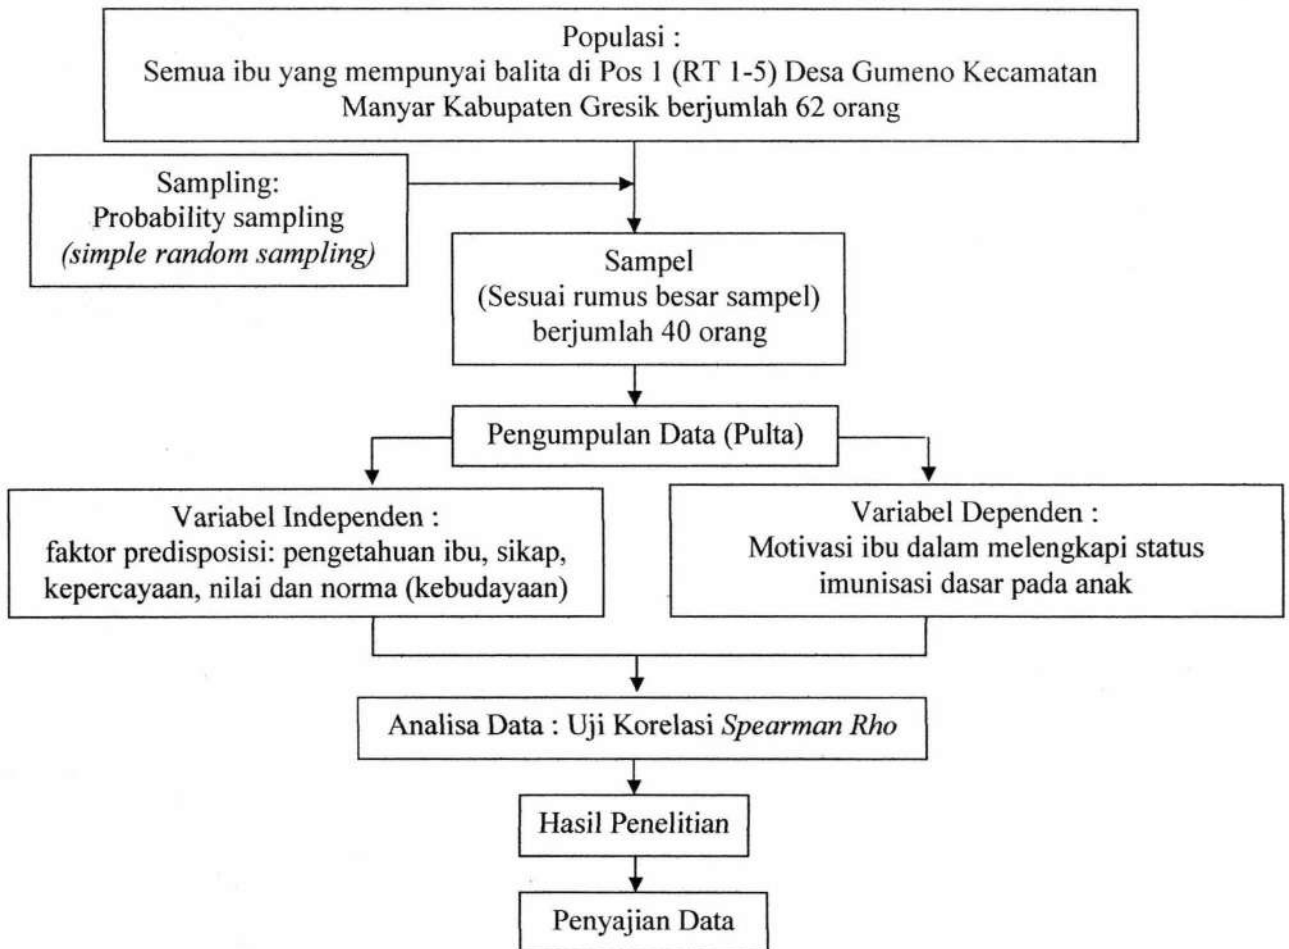 Populasi :
Semua ibu yang mempunyai balita di Pos 1 (RT 1-5) Desa Gumeno Kecamatan
Manyar Kabupaten Gresik berjumlah 62 orang
Sampling:
Probability sampling
(simple random sampling)
Sampel
(Sesuai rumus besar sampel)
berjumlah 40 orang
Pengumpulan Data (Pulta)
Variabel Independen :
faktor predisposisi: pengetahuan ibu, sikap,
kepercayaan, nilai dan norma (kebudayaan)
Variabel Dependen :
Motivasi ibu dalam melengkapi status
imunisasi dasar pada anak
Analisa Data : Uji Korelasi Spearman Rho
Hasil Penelitian
Penyajian Data